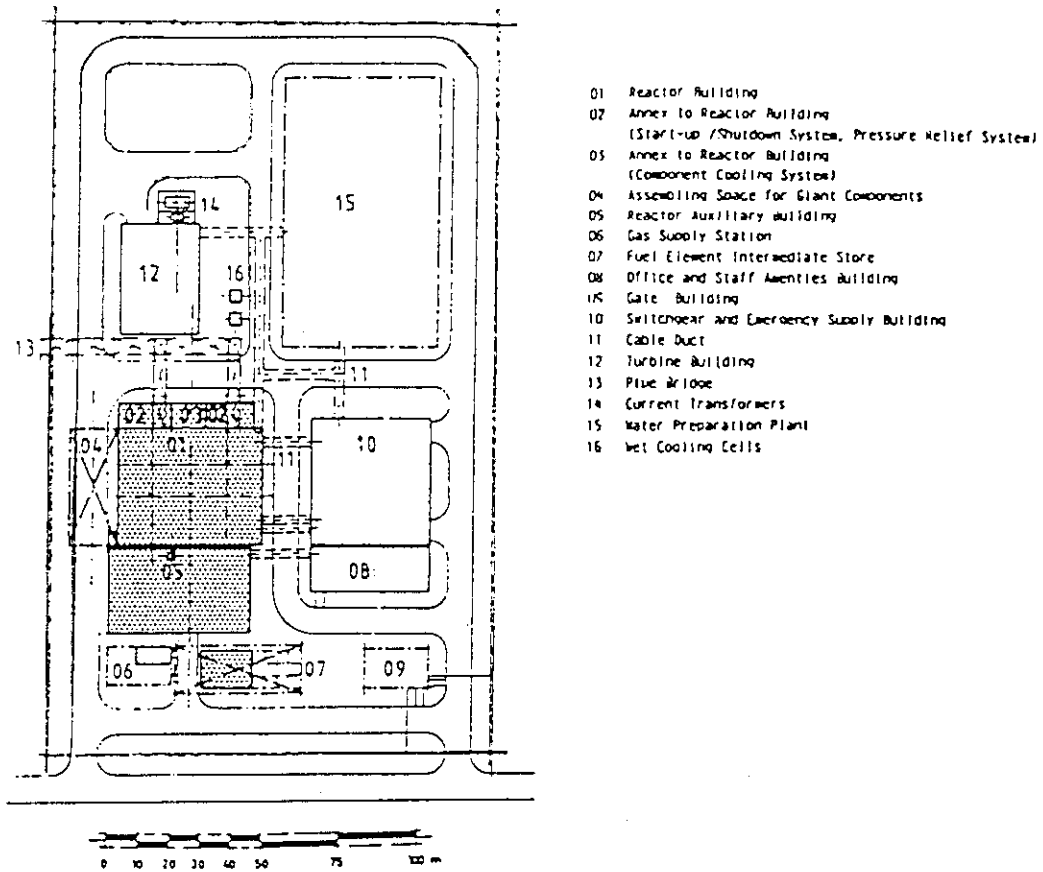 14
15
12
16
13
11
02
03
02
04
01
10
11
05
08
06
07
09
0 10 20 30 40 50 75 100 m
01 Reactor Building
02 Annex to Reactor Building
(Start-up /Shutdown System, Pressure Relief System)
03 Annex to Reactor Building
(Component Cooling System)
04 Assembling Space for Giant Components
05 Reactor Auxiliary Building
06 Gas Supply Station
07 Fuel Element Intermediate Store
08 Office and Staff Amenties Building
09 Gate Building
10 Switchgear and Emergency Supply Building
11 Cable Duct
12 Turbine Building
13 Pipe Bridge
14 Current Transformers
15 Water Preparation Plant
16 Wet Cooling Cells